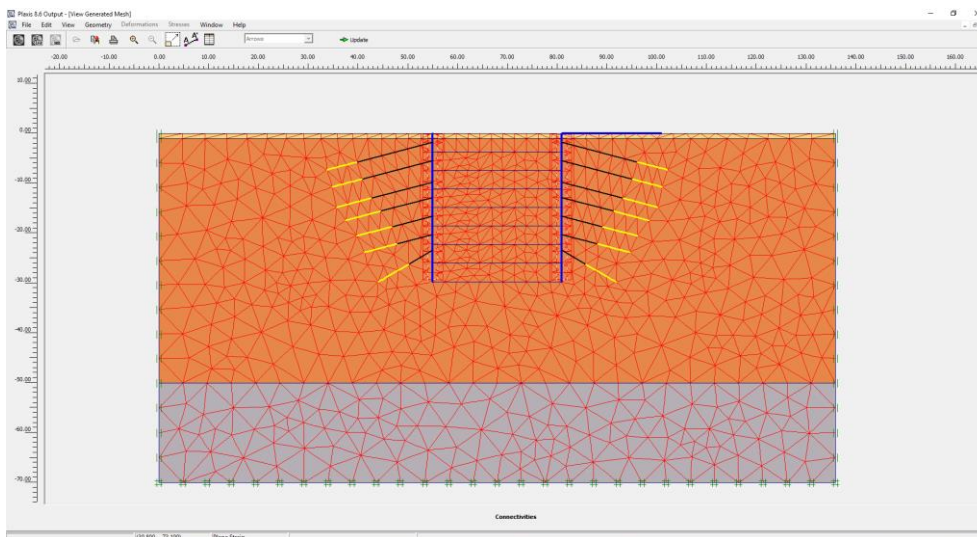 Plaxis 8.6 Output - [View Generated Mesh]
File Edit View Geometry Deformations Stresses Window Help
Arrows Update
-20.00 -10.00 0.00 10.00 20.00 30.00 40.00 50.00 60.00 70.00 80.00 90.00 100.00 110.00 120.00 130.00 140.00 150.00 160.00
10.00
0.00
-10.00
-20.00
-30.00
-40.00
-50.00
-60.00
-70.00
Connectivities
Plane Strain